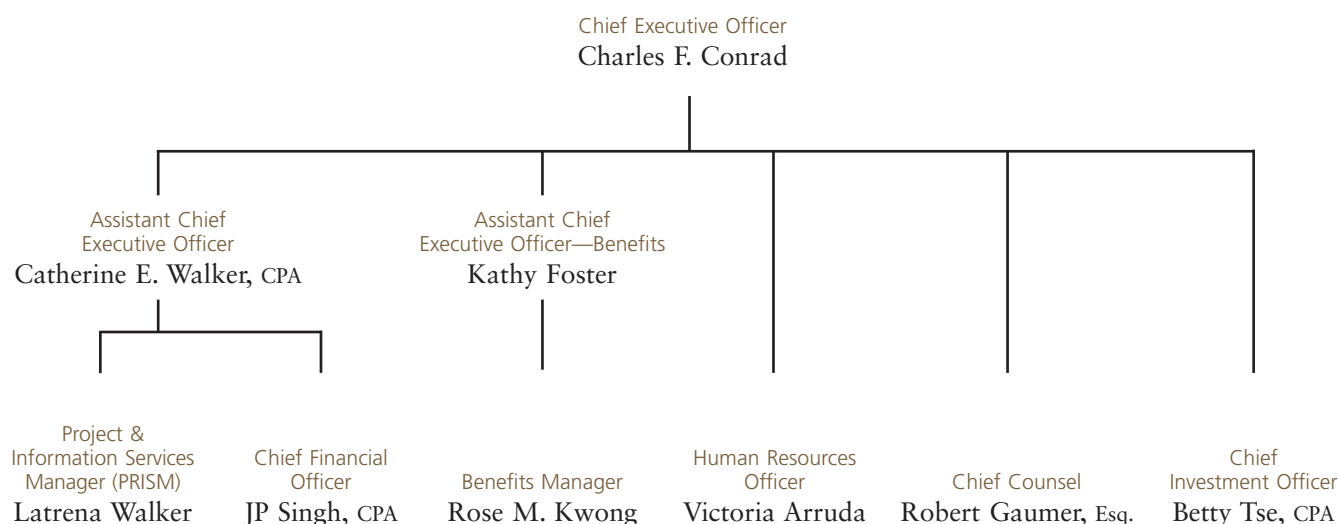 Chief Executive Officer
Charles F. Conrad
Assistant Chief
Executive Officer
Catherine E. Walker, CPA
Assistant Chief
Executive Officer—Benefits
Kathy Foster
Project &
Information Services
Manager (PRISM)
Latrena Walker
Chief Financial
Officer
JP Singh, CPA
Benefits Manager
Rose M. Kwong
Human Resources
Officer
Victoria Arruda
Chief Counsel
Robert Gaumer, Esq.
Chief
Investment Officer
Betty Tse, CPA